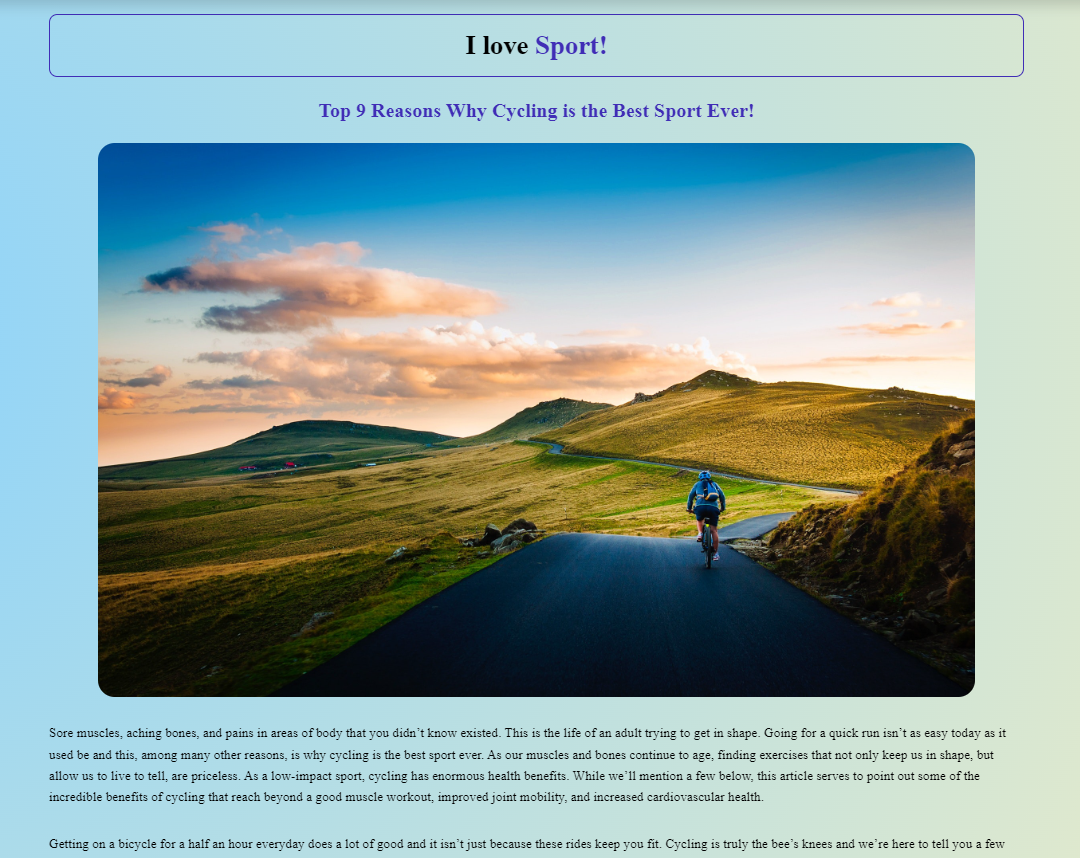 I love Sport!
Top 9 Reasons Why Cycling is the Best Sport Ever!
Sore muscles, aching bones, and pains in areas of body that you didn’t know existed. This is the life of an adult trying to get in shape. Going for a quick run isn’t as easy today as it
used be and this, among many other reasons, is why cycling is the best sport ever. As our muscles and bones continue to age, finding exercises that not only keep us in shape, but
allow us to live to tell, are priceless. As a low-impact sport, cycling has enormous health benefits. While we’ll mention a few below, this article serves to point out some of the
incredible benefits of cycling that reach beyond a good muscle workout, improved joint mobility, and increased cardiovascular health.
Getting on a bicycle for a half an hour everyday does a lot of good and it isn’t just because these rides keep you fit. Cycling is truly the bee’s knees and we’re here to tell you a few